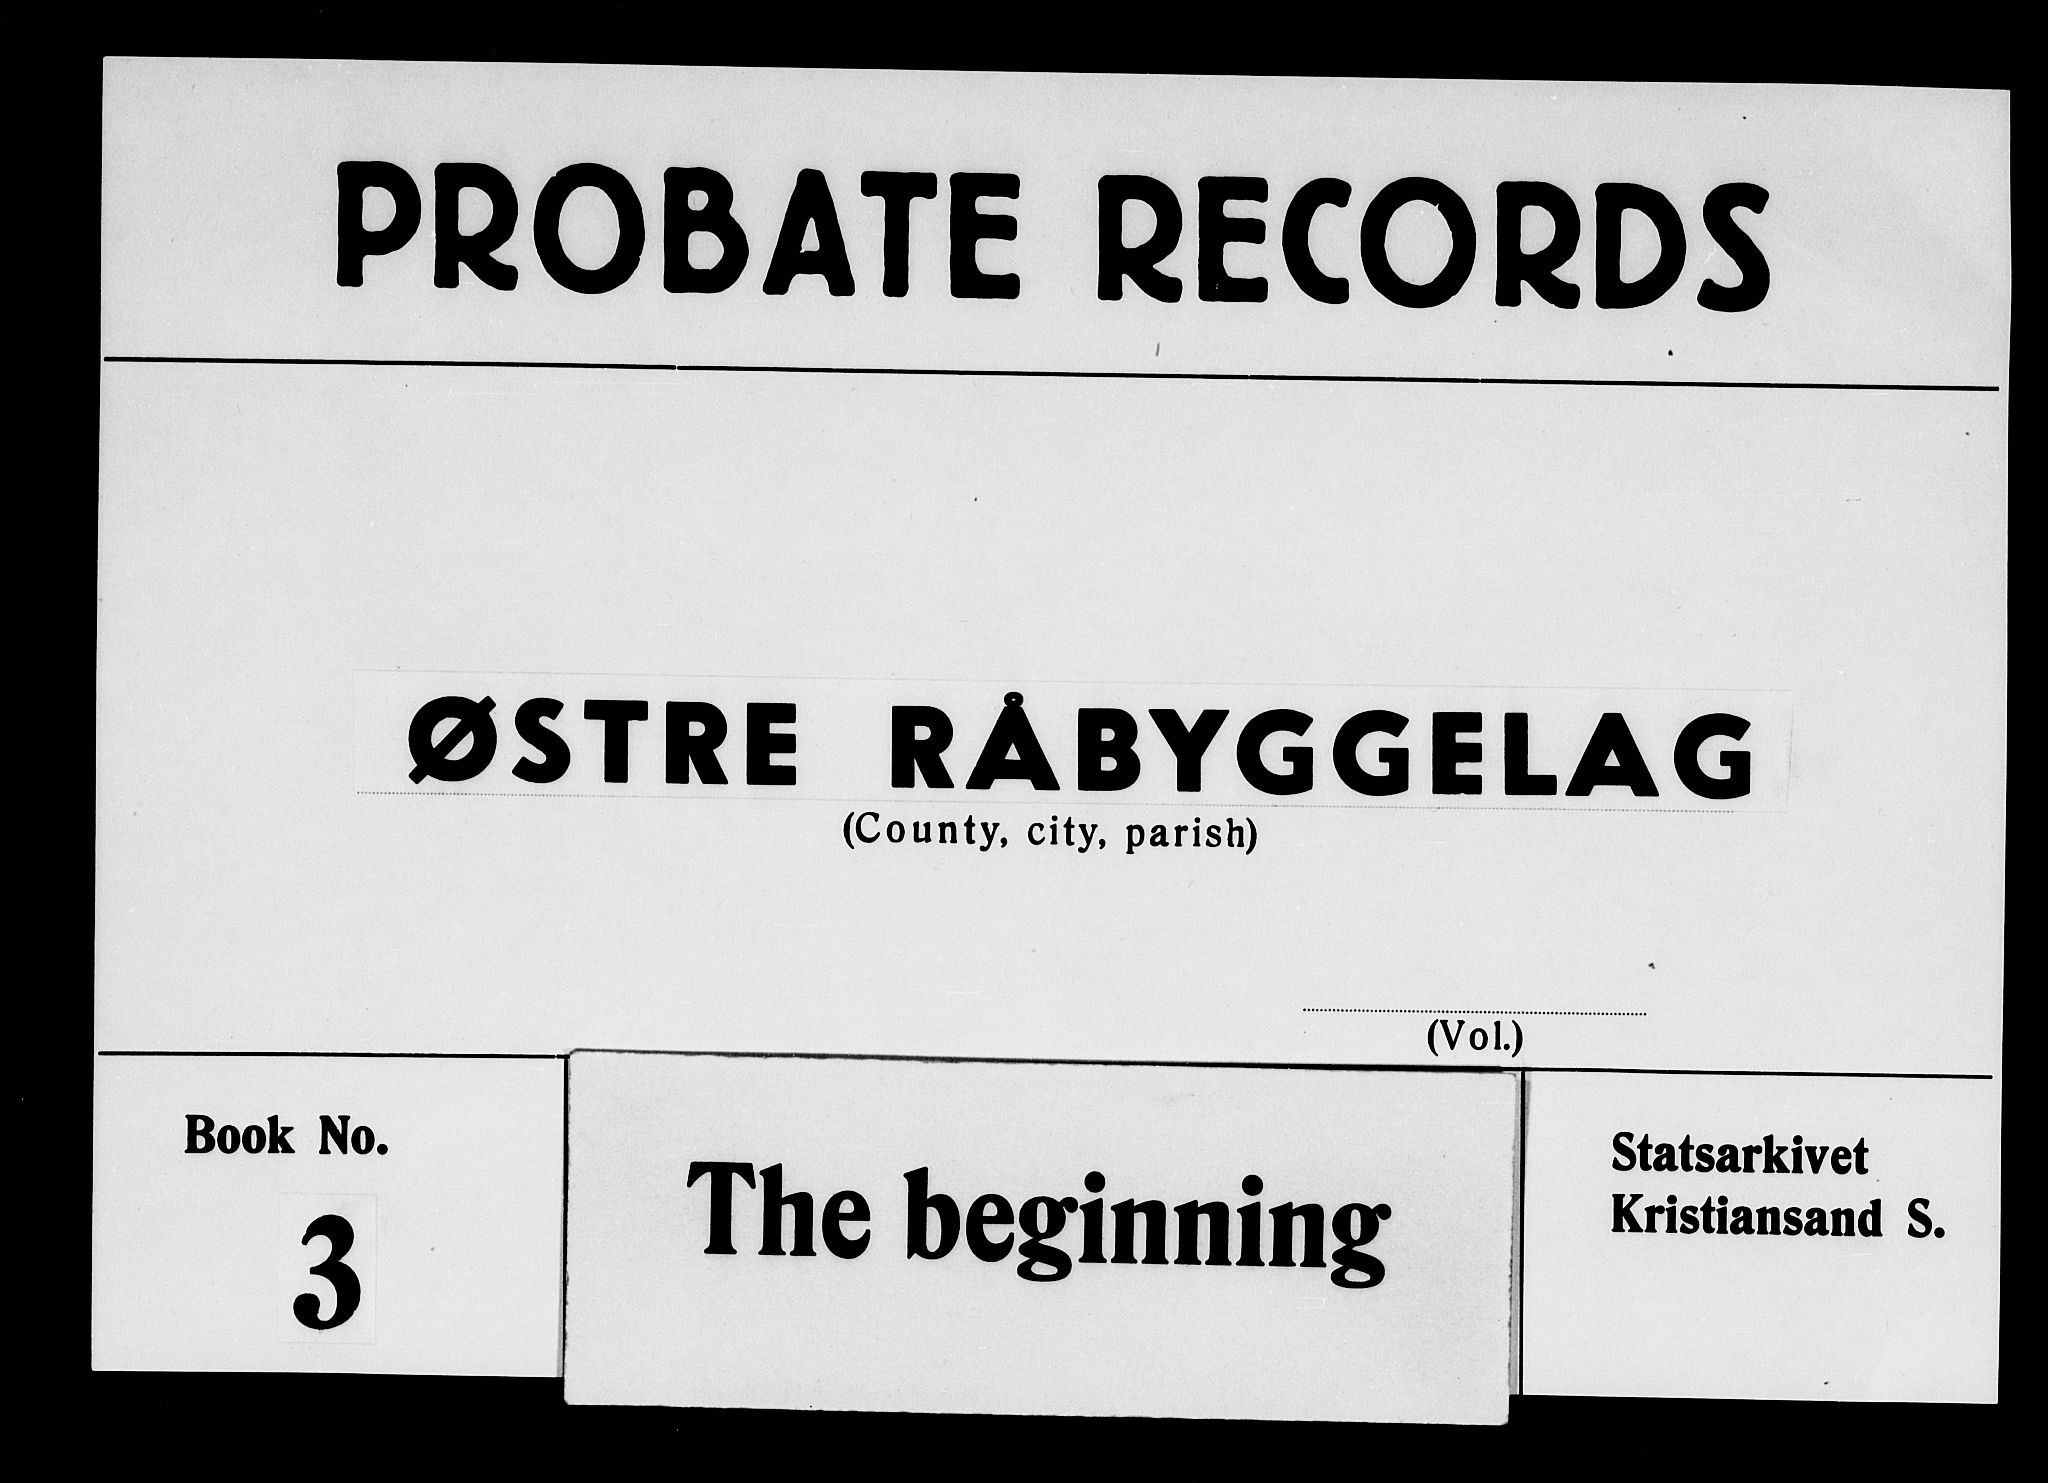 PROBATE RECORDS
ØSTRE RÅBYGGELAG
(County, city, parish)
(Vol.)
Book No.
3
The beginning
Statsarkivet
Kristiansand S.